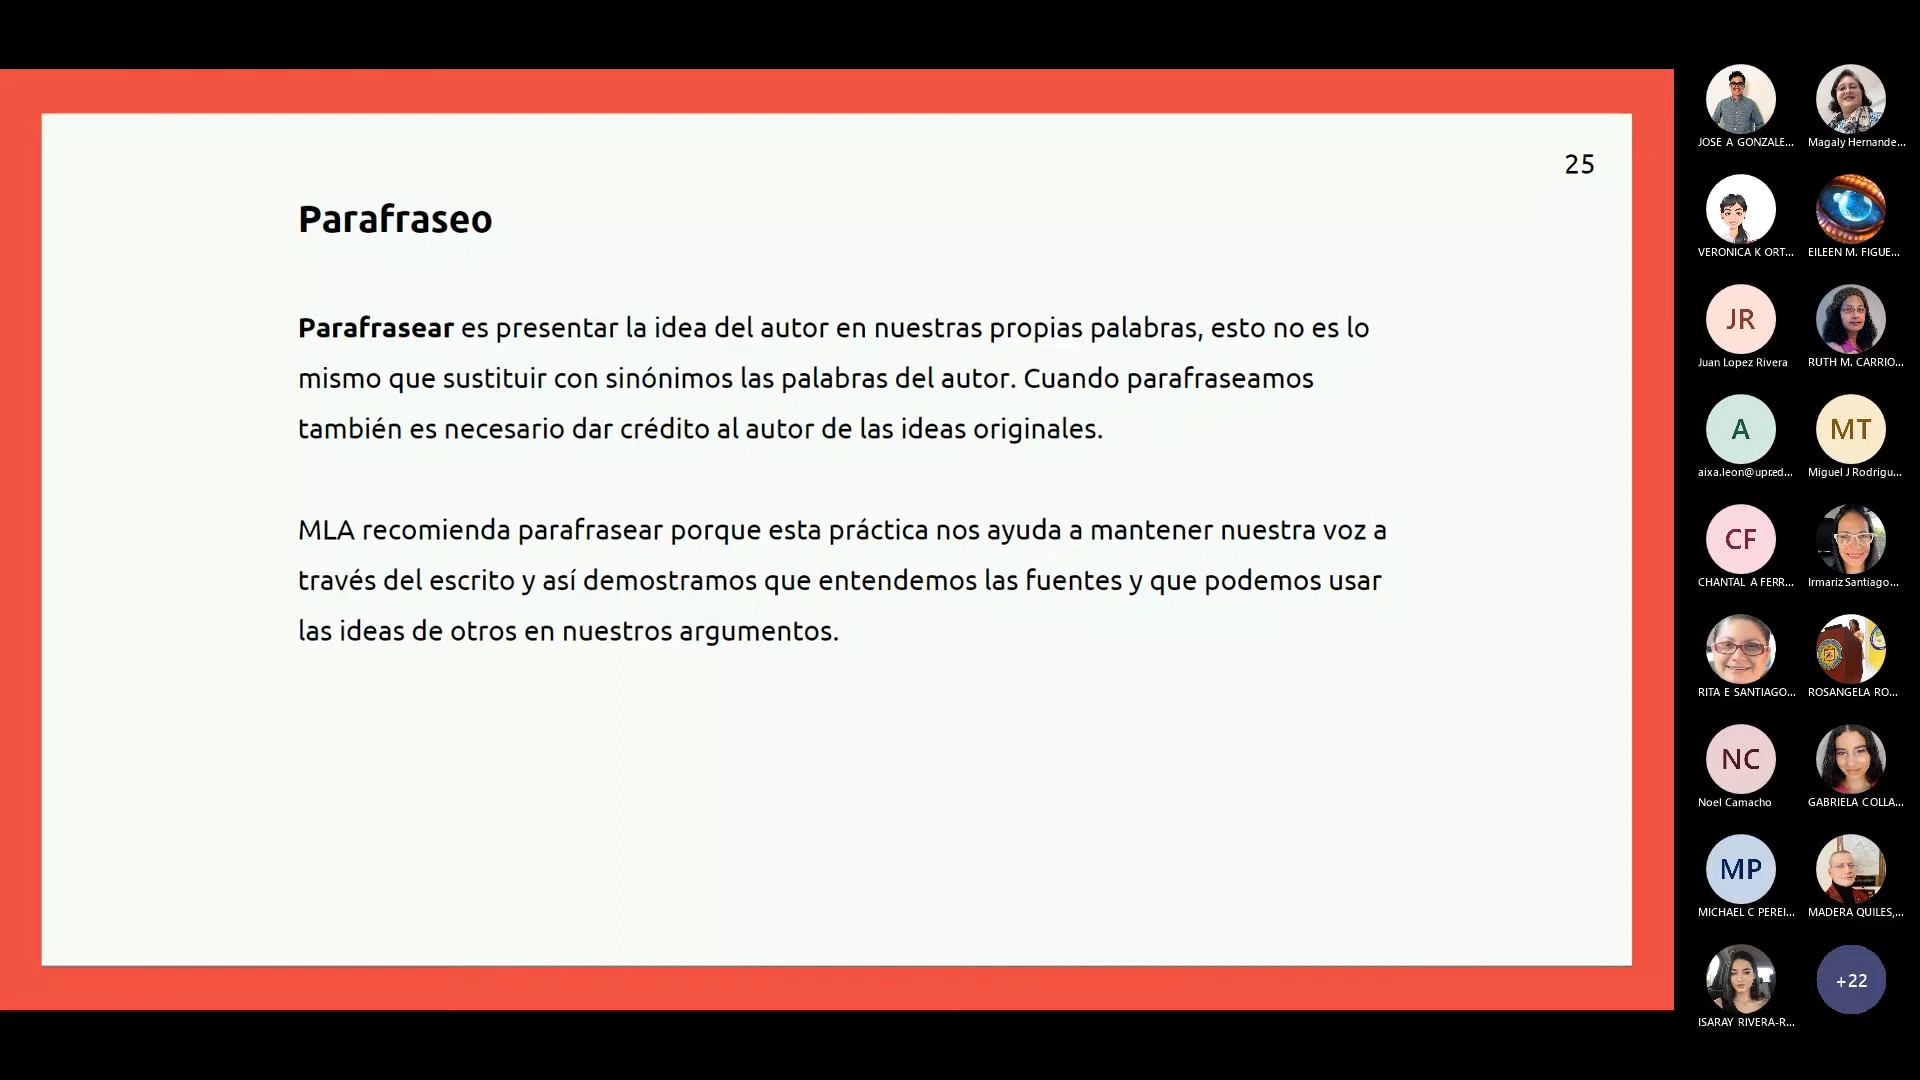 25
Parafraseo
Parafrasear es presentar la idea del autor en nuestras propias palabras, esto no es lo
mismo que sustituir con sinónimos las palabras del autor. Cuando parafraseamos
también es necesario dar crédito al autor de las ideas originales.
MLA recomienda parafrasear porque esta práctica nos ayuda a mantener nuestra voz a
través del escrito y así demostramos que entendemos las fuentes y que podemos usar
las ideas de otros en nuestros argumentos.
JOSE A GONZALE...
Magaly Hernande...
VERONICA K ORT...
EILEEN M. FIGUE...
JR
Juan Lopez Rivera
RUTH M. CARRIO...
A
aixa.leon@upr.ed...
MT
Miguel J Rodrigu...
CF
CHANTAL A FERR...
Irmariz Santiago...
RITA E SANTIAGO...
ROSANGELA RO...
NC
Noel Camacho
GABRIELA COLLA...
MP
MICHAEL C PEREI...
MADERA QUILES,...
ISARAY RIVERA-R...
+22